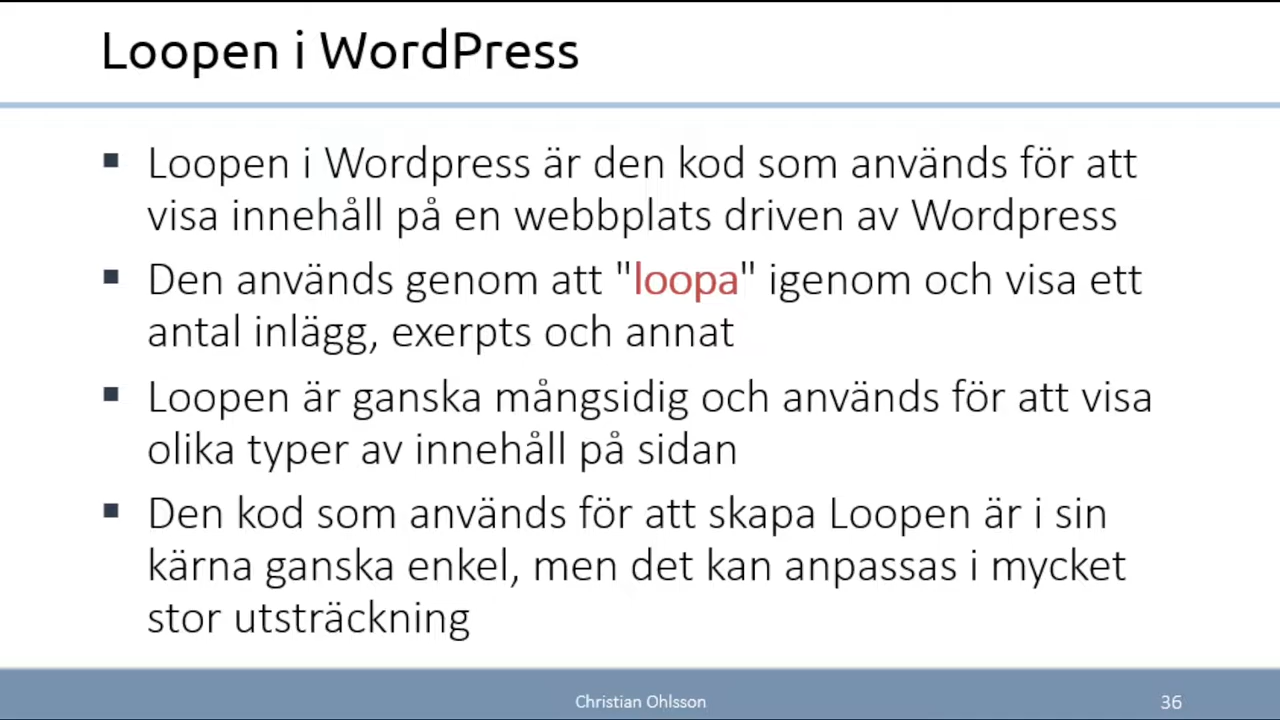 Loopen i WordPress
▪ Loopen i Wordpress är den kod som används för att
visa innehåll på en webbplats driven av Wordpress
▪ Den används genom att "loopa" igenom och visa ett
antal inlägg, exerpts och annat
▪ Loopen är ganska mångsidig och används för att visa
olika typer av innehåll på sidan
▪ Den kod som används för att skapa Loopen är i sin
kärna ganska enkel, men det kan anpassas i mycket
stor utsträckning
Christian Ohlsson
36